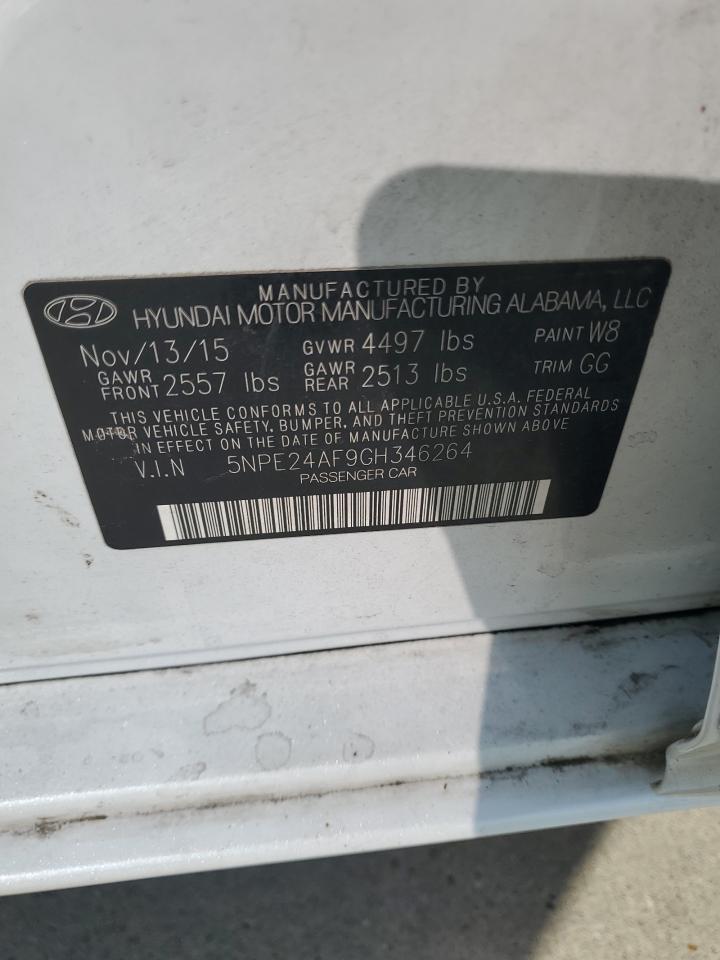 MANUFACTURED BY
HYUNDAI MOTOR MANUFACTURING ALABAMA, LLC
Nov/13/15 GVWR 4497 lbs PAINT W8
GAWR FRONT 2557 lbs GAWR REAR 2513 lbs TRIM GG
THIS VEHICLE CONFORMS TO ALL APPLICABLE U.S.A. FEDERAL
MOTOR VEHICLE SAFETY, BUMPER, AND THEFT PREVENTION STANDARDS
IN EFFECT ON THE DATE OF MANUFACTURE SHOWN ABOVE
V.I.N 5NPE24AF9GH346264
PASSENGER CAR